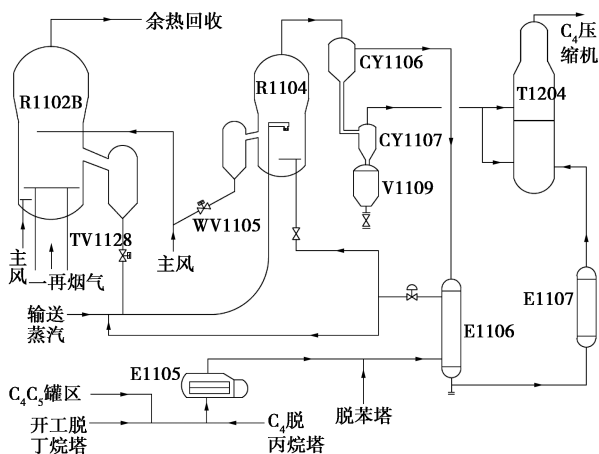 余热回收
C₄压
缩机
R1102B
R1104
CY1106
T1204
CY1107
V1109
WV1105
TV1128
主
风
一再烟气
主风
输送
蒸汽
E1107
E1106
E1105
C₄C₅罐区
开工脱
丁烷塔
C₄脱
丙烷塔
脱苯塔